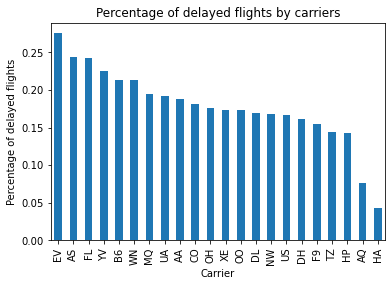 Percentage of delayed flights by carriers
Percentage of delayed flights
0.25
0.20
0.15
0.10
0.05
0.00
EV AS FL YV B6 WN MQ UA AA CO OH XE OO DL NW US DH F9 TZ HP AQ HA
Carrier